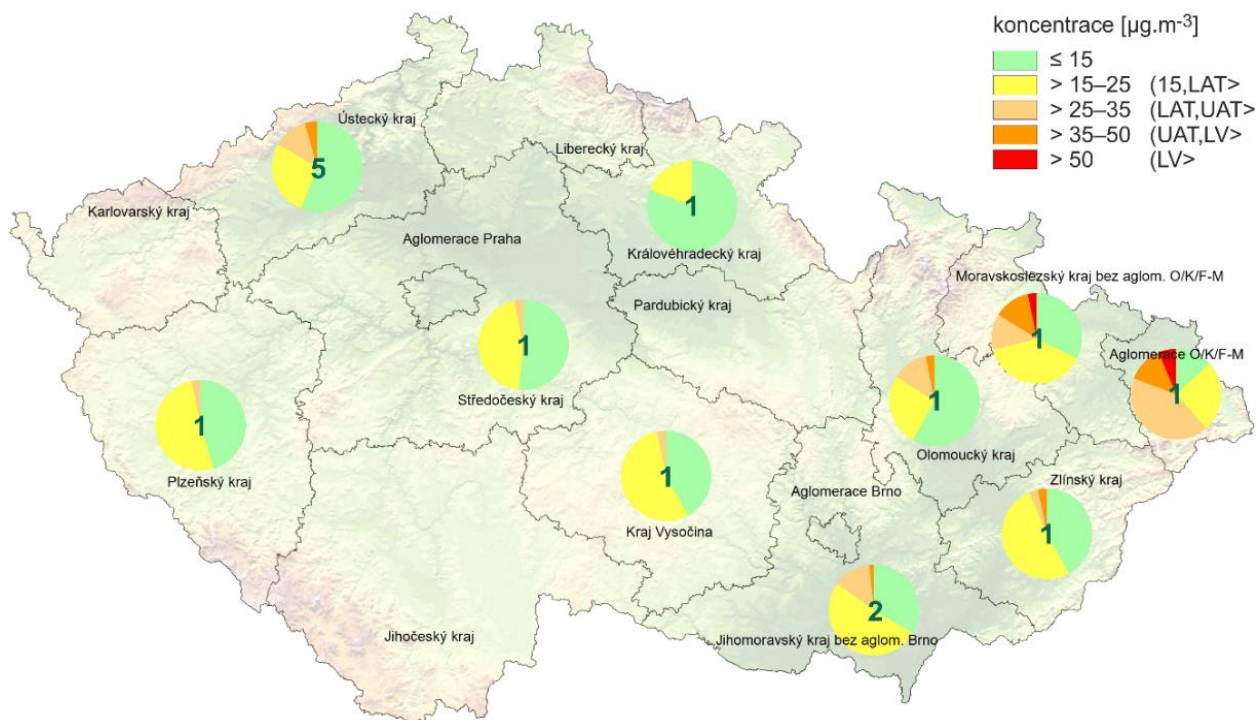 koncentrace [µg.m-3]
≤ 15
> 15–25 (15,LAT>
> 25–35 (LAT,UAT>
> 35–50 (UAT,LV>
> 50 (LV>
Ústecký kraj
5
Liberecký kraj
Karlovarský kraj
1
Královéhradecký kraj
Aglomerace Praha
Moravskoslezský kraj bez aglom. O/K/F-M
Pardubický kraj
1
1
Aglomerace O/K/F-M
1
Středočeský kraj
1
1
Plzeňský kraj
Olomoucký kraj
1
Kraj Vysočina
Aglomerace Brno
Zlínský kraj
1
2
Jihočeský kraj
Jihomoravský kraj bez aglom. Brno